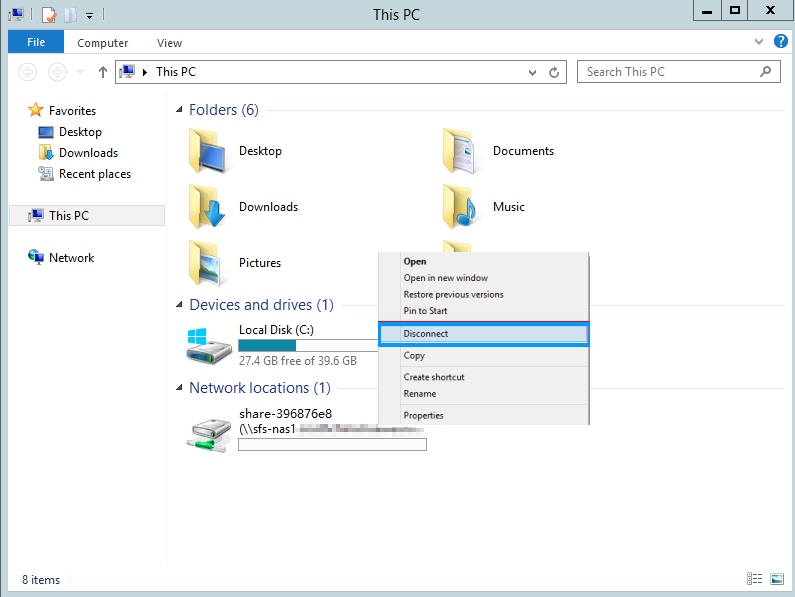 This PC
File Computer View
This PC
Search This PC
Favorites
Desktop
Downloads
Recent places
This PC
Network
Folders (6)
Desktop
Documents
Downloads
Music
Pictures
Devices and drives (1)
Local Disk (C:)
27.4 GB free of 39.6 GB
Network locations (1)
share-396876e8
(\\sfs-nas1
Open
Open in new window
Restore previous versions
Pin to Start
Disconnect
Copy
Create shortcut
Rename
Properties
8 items